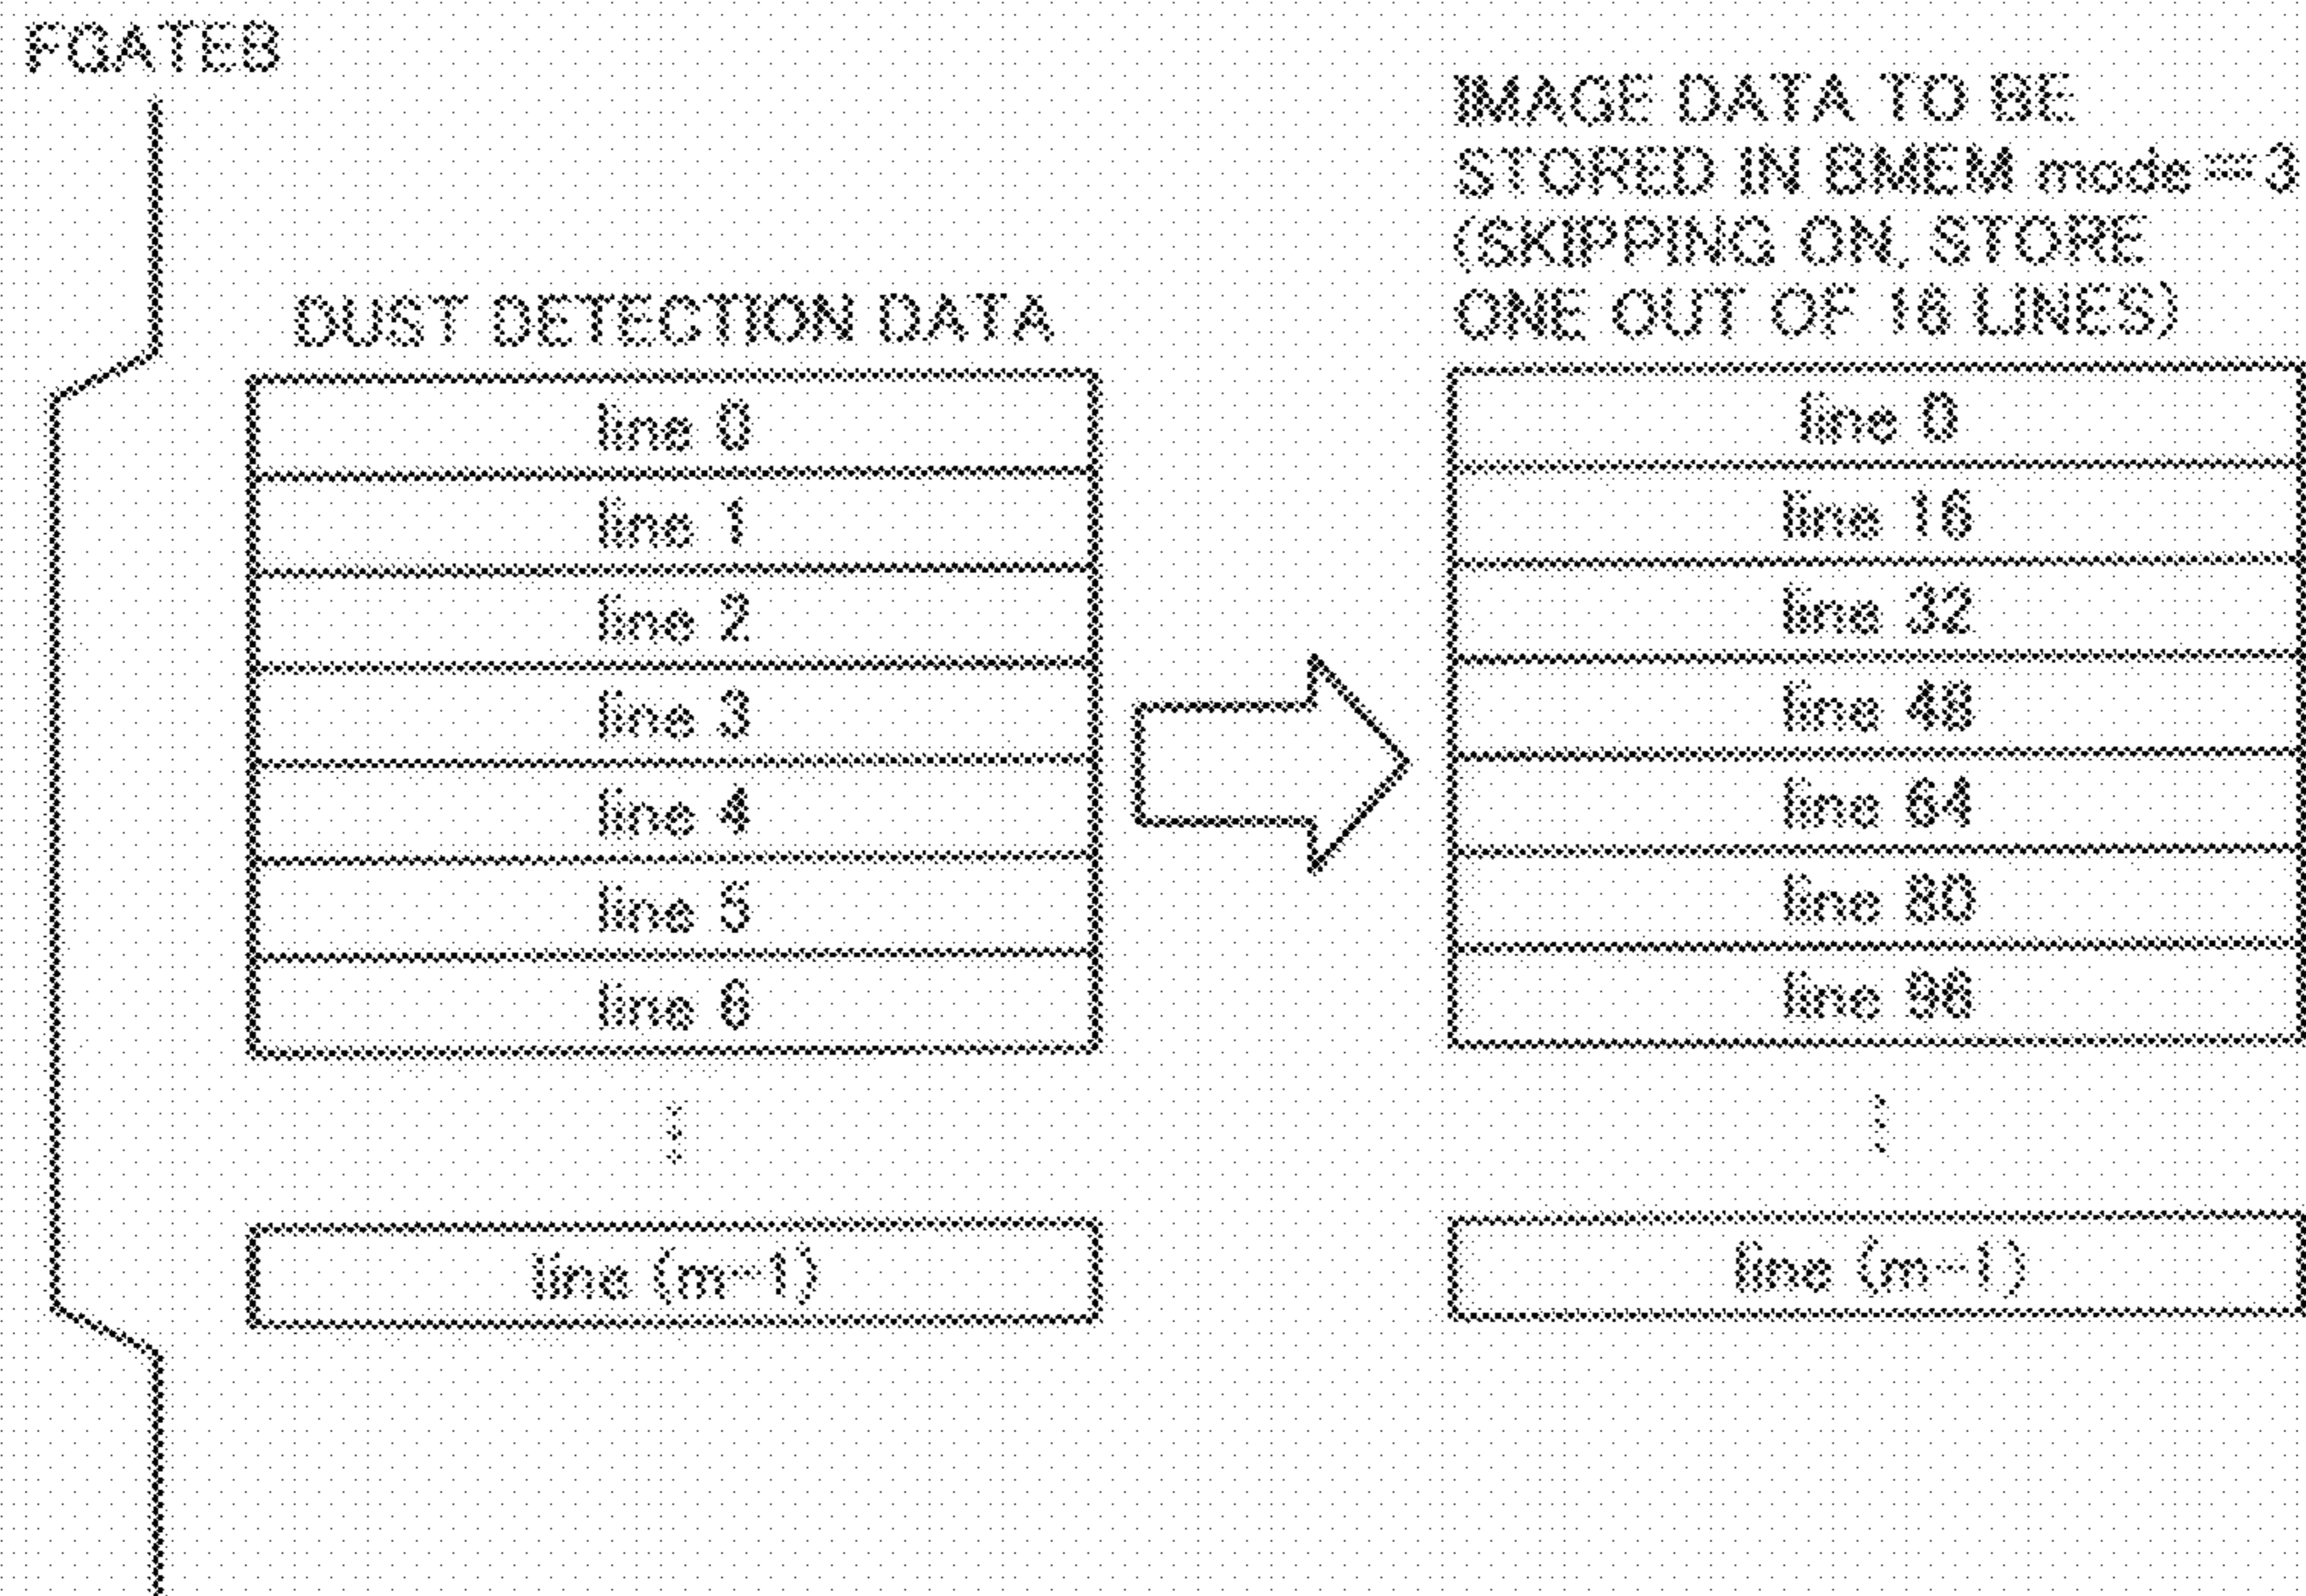 FGATEB
IMAGE DATA TO BE
STORED IN BMEM mode=3
(SKIPPING ON, STORE
ONE OUT OF 16 LINES)
DUST DETECTION DATA
line 0
line 1
line 2
line 3
line 4
line 5
line 6
line (m-1)
line 0
line 16
line 32
line 48
line 64
line 80
line 96
line (m-1)